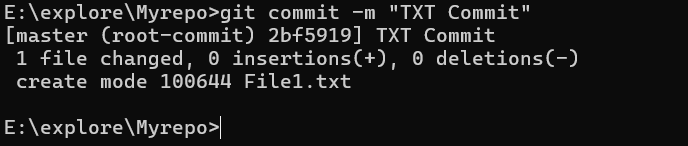 E:\explore\Myrepo>git commit -m "TXT Commit"
[master (root-commit) 2bf5919] TXT Commit
 1 file changed, 0 insertions(+), 0 deletions(-)
 create mode 100644 File1.txt
E:\explore\Myrepo>